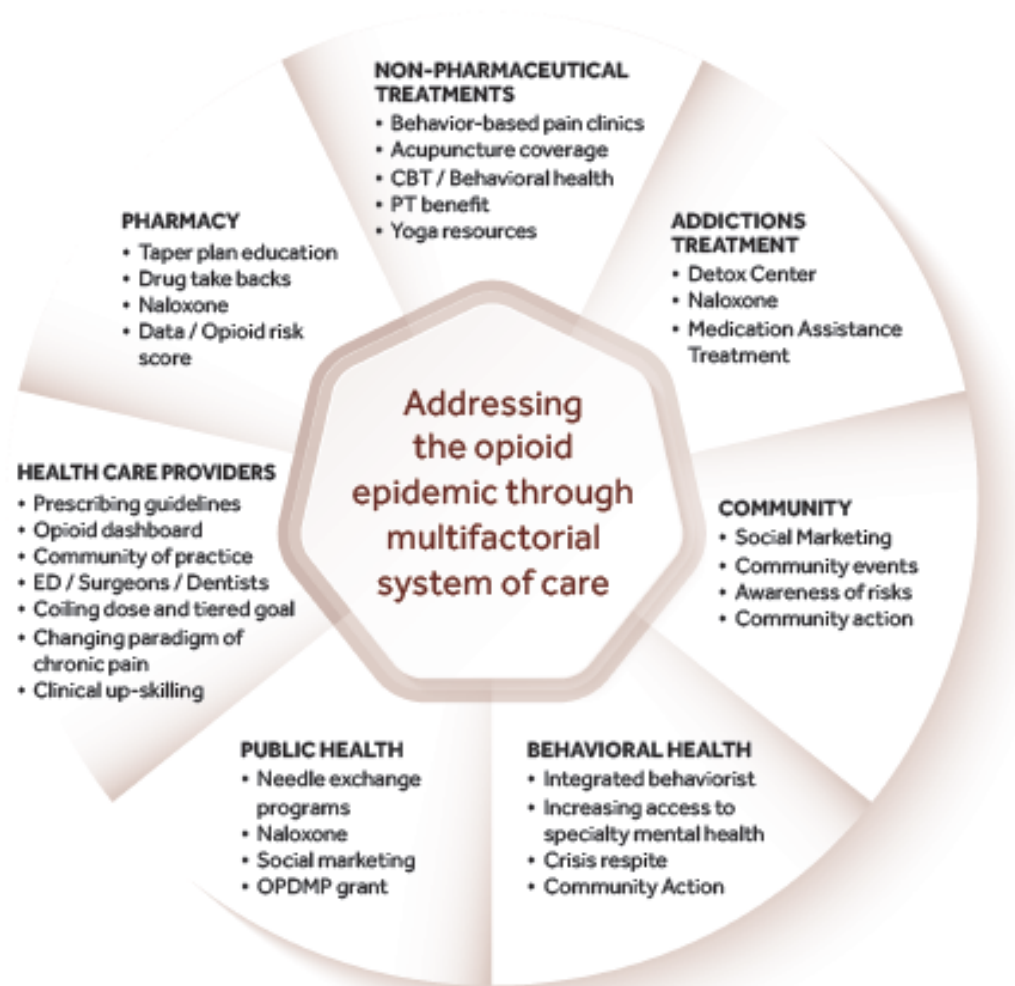 NON-PHARMACEUTICAL
TREATMENTS
• Behavior-based pain clinics
• Acupuncture coverage
• CBT / Behavioral health
• PT benefit
• Yoga resources
ADDICTIONS
TREATMENT
• Detox Center
• Naloxone
• Medication Assistance
Treatment
COMMUNITY
• Social Marketing
• Community events
• Awareness of risks
• Community action
BEHAVIORAL HEALTH
• Integrated behaviorist
• Increasing access to
specialty mental health
• Crisis respite
• Community Action
PUBLIC HEALTH
• Needle exchange
programs
• Naloxone
• Social marketing
• OPDMP grant
HEALTH CARE PROVIDERS
• Prescribing guidelines
• Opioid dashboard
• Community of practice
• ED / Surgeons / Dentists
• Coiling dose and tiered goal
• Changing paradigm of
chronic pain
• Clinical up-skilling
PHARMACY
• Taper plan education
• Drug take backs
• Naloxone
• Data / Opioid risk
score
Addressing
the opioid
epidemic through
multifactorial
system of care